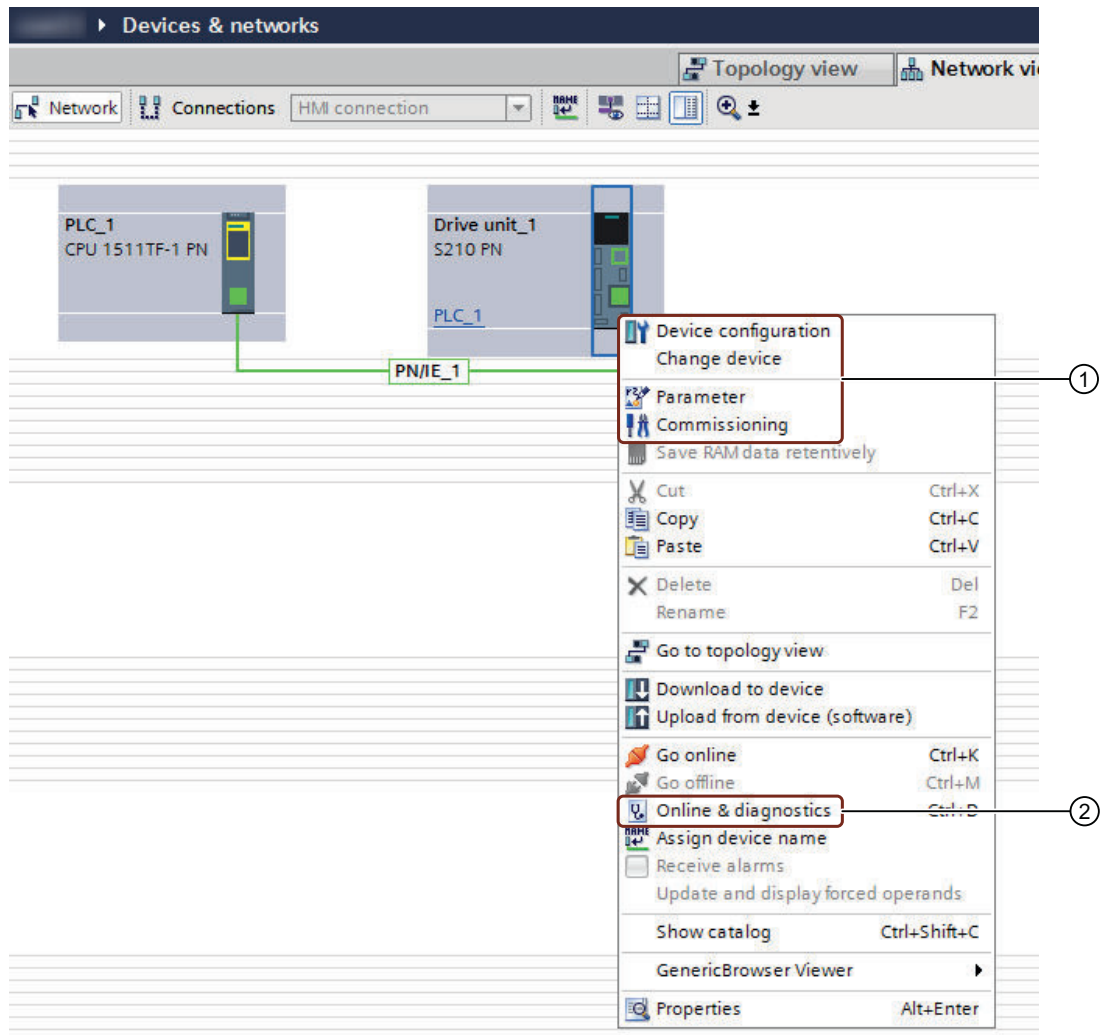 Devices & networks
Topology view
Network vi
Network
Connections
HMI connection
NAME
PLC_1
CPU 1511TF-1 PN
Drive unit_1
S210 PN
PLC_1
PN/IE_1
Device configuration
Change device
1
Parameter
Commissioning
Save RAM data retentively
Cut Ctrl+X
Copy Ctrl+C
Paste Ctrl+V
Delete Del
Rename F2
Go to topology view
Download to device
Upload from device (software)
Go online Ctrl+K
Go offline Ctrl+M
Online & diagnostics Ctrl+D
2
NAME
Assign device name
Receive alarms
Update and display forced operands
Show catalog Ctrl+Shift+C
GenericBrowser Viewer
Properties Alt+Enter